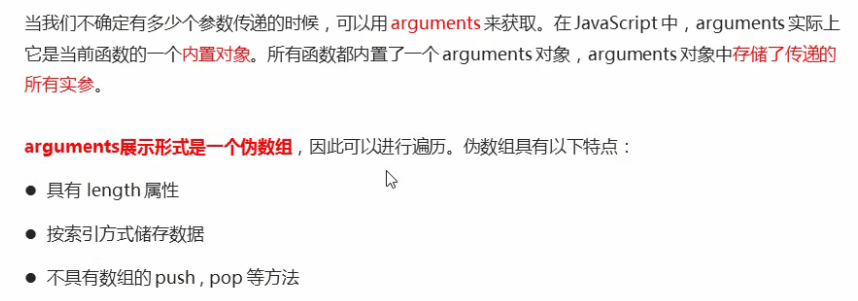 当我们不确定有多少个参数传递的时候，可以用 arguments 来获取。在 JavaScript 中，arguments 实际上
它是当前函数的一个内置对象。所有函数都内置了一个 arguments 对象，arguments 对象中存储了传递的
所有实参。
arguments展示形式是一个伪数组，因此可以进行遍历。伪数组具有以下特点：
● 具有 length 属性
● 按索引方式储存数据
● 不具有数组的 push , pop 等方法